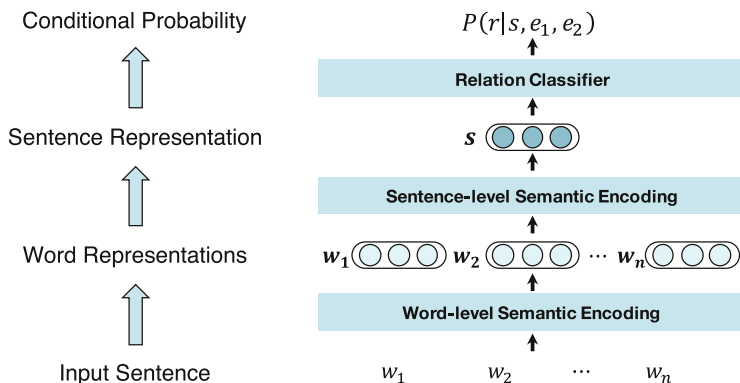 Conditional Probability
P(r|s, e₁, e₂)
Relation Classifier
Sentence Representation
s
Sentence-level Semantic Encoding
Word Representations
w₁ w₂ ⋯ wₙ
Word-level Semantic Encoding
Input Sentence
w₁ w₂ ⋯ wₙ